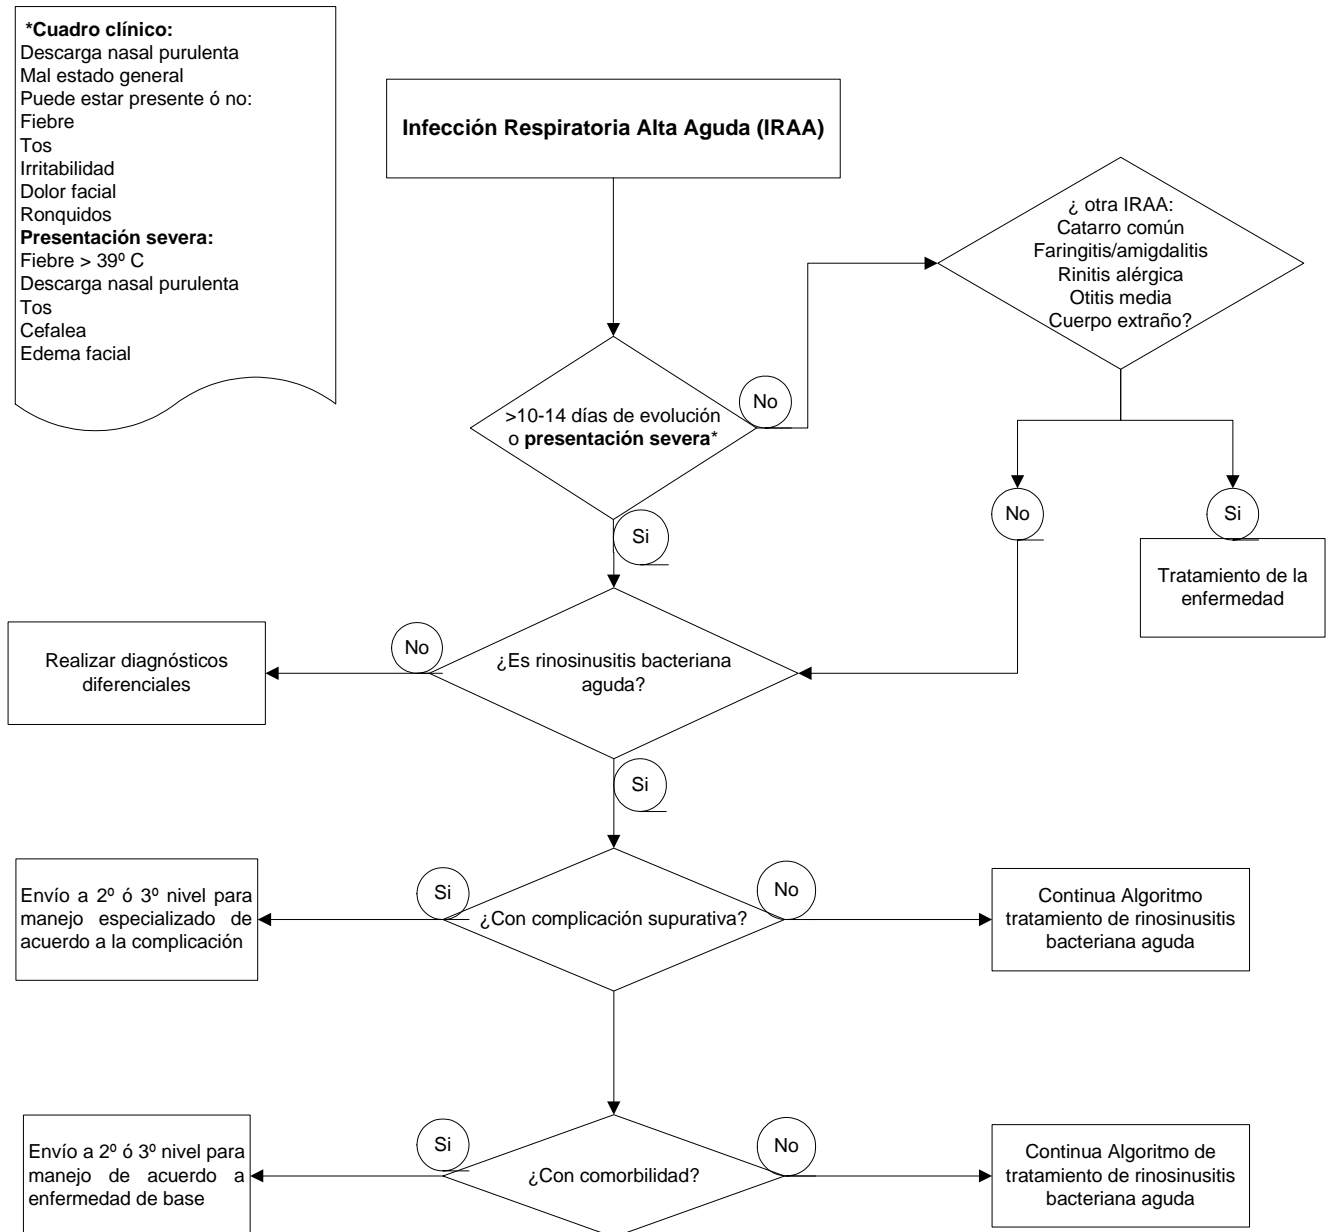 *Cuadro clínico:
Descarga nasal purulenta
Mal estado general
Puede estar presente ó no:
Fiebre
Tos
Irritabilidad
Dolor facial
Ronquidos
Presentación severa:
Fiebre > 39º C
Descarga nasal purulenta
Tos
Cefalea
Edema facial
Infección Respiratoria Alta Aguda (IRAA)
¿ otra IRAA:
Catarro común
Faringitis/amigdalitis
Rinitis alérgica
Otitis media
Cuerpo extraño?
>10-14 días de evolución
o presentación severa*
No
No
Si
Si
Tratamiento de la
enfermedad
¿Es rinosinusitis bacteriana
aguda?
No
Realizar diagnósticos
diferenciales
Si
¿Con complicación supurativa?
Si
Envío a 2º ó 3º nivel para
manejo especializado de
acuerdo a la complicación
No
Continua Algoritmo
tratamiento de rinosinusitis
bacteriana aguda
¿Con comorbilidad?
Si
Envío a 2º ó 3º nivel para
manejo de acuerdo a
enfermedad de base
No
Continua Algoritmo de
tratamiento de rinosinusitis
bacteriana aguda